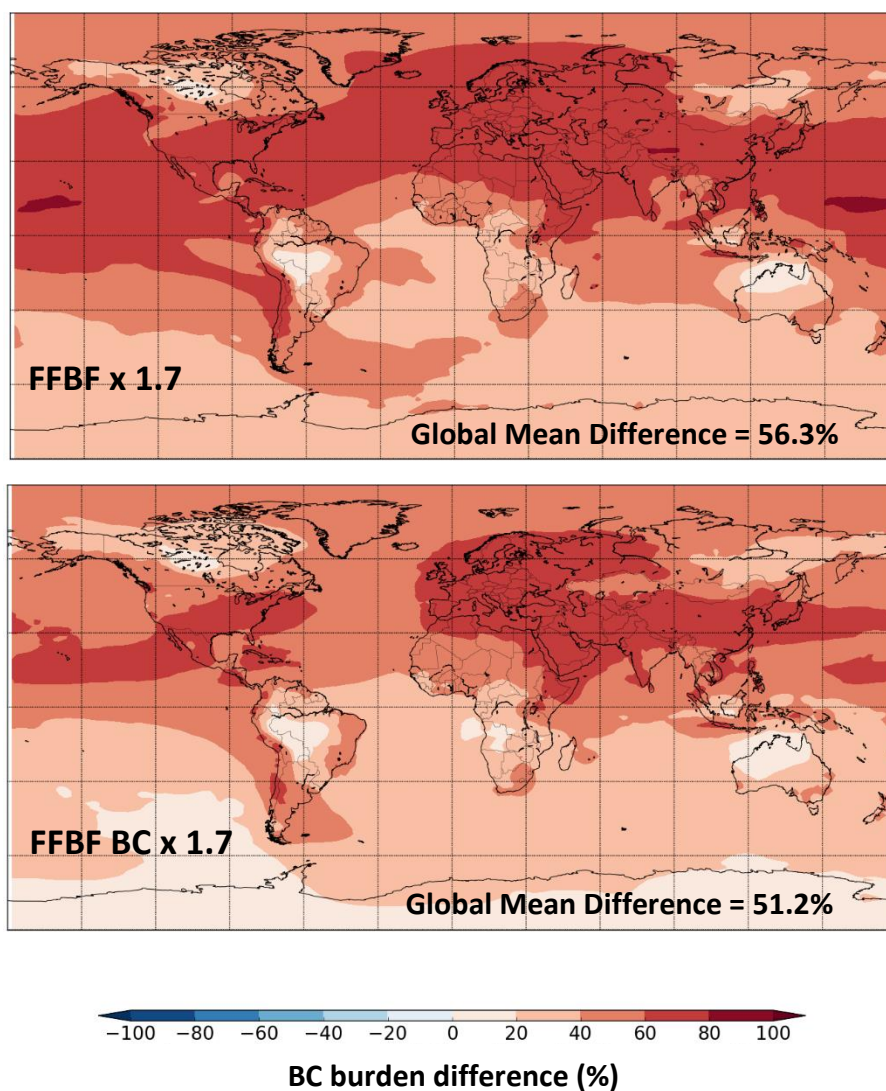 FFBF x 1.7
Global Mean Difference = 56.3%
FFBF BC x 1.7
Global Mean Difference = 51.2%
−100 −80 −60 −40 −20 0 20 40 60 80 100
BC burden difference (%)